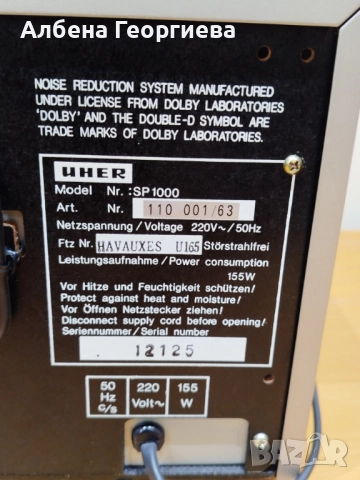 Албена Георгиева
NOISE REDUCTION SYSTEM MANUFACTURED
UNDER LICENSE FROM DOLBY LABORATORIES
'DOLBY' AND THE DOUBLE-D SYMBOL ARE
TRADE MARKS OF DOLBY LABORATORIES.
UHER
Model Nr. :SP1000
Art. Nr. 110 001/63
Netzspannung/Voltage 220V~/50Hz
Ftz Nr. HAVAUXES U165 Störstrahlfrei
Leistungsaufnahme/Power consumption
155W
Vor Hitze und Feuchtigkeit schützen!
Protect against heat and moisture!
Vor Öffnen Netzstecker ziehen!
Disconnect supply cord before opening!
Seriennummer/Serial number
12125
50 Hz c/s
220 Volt~
155 W
BAZAR